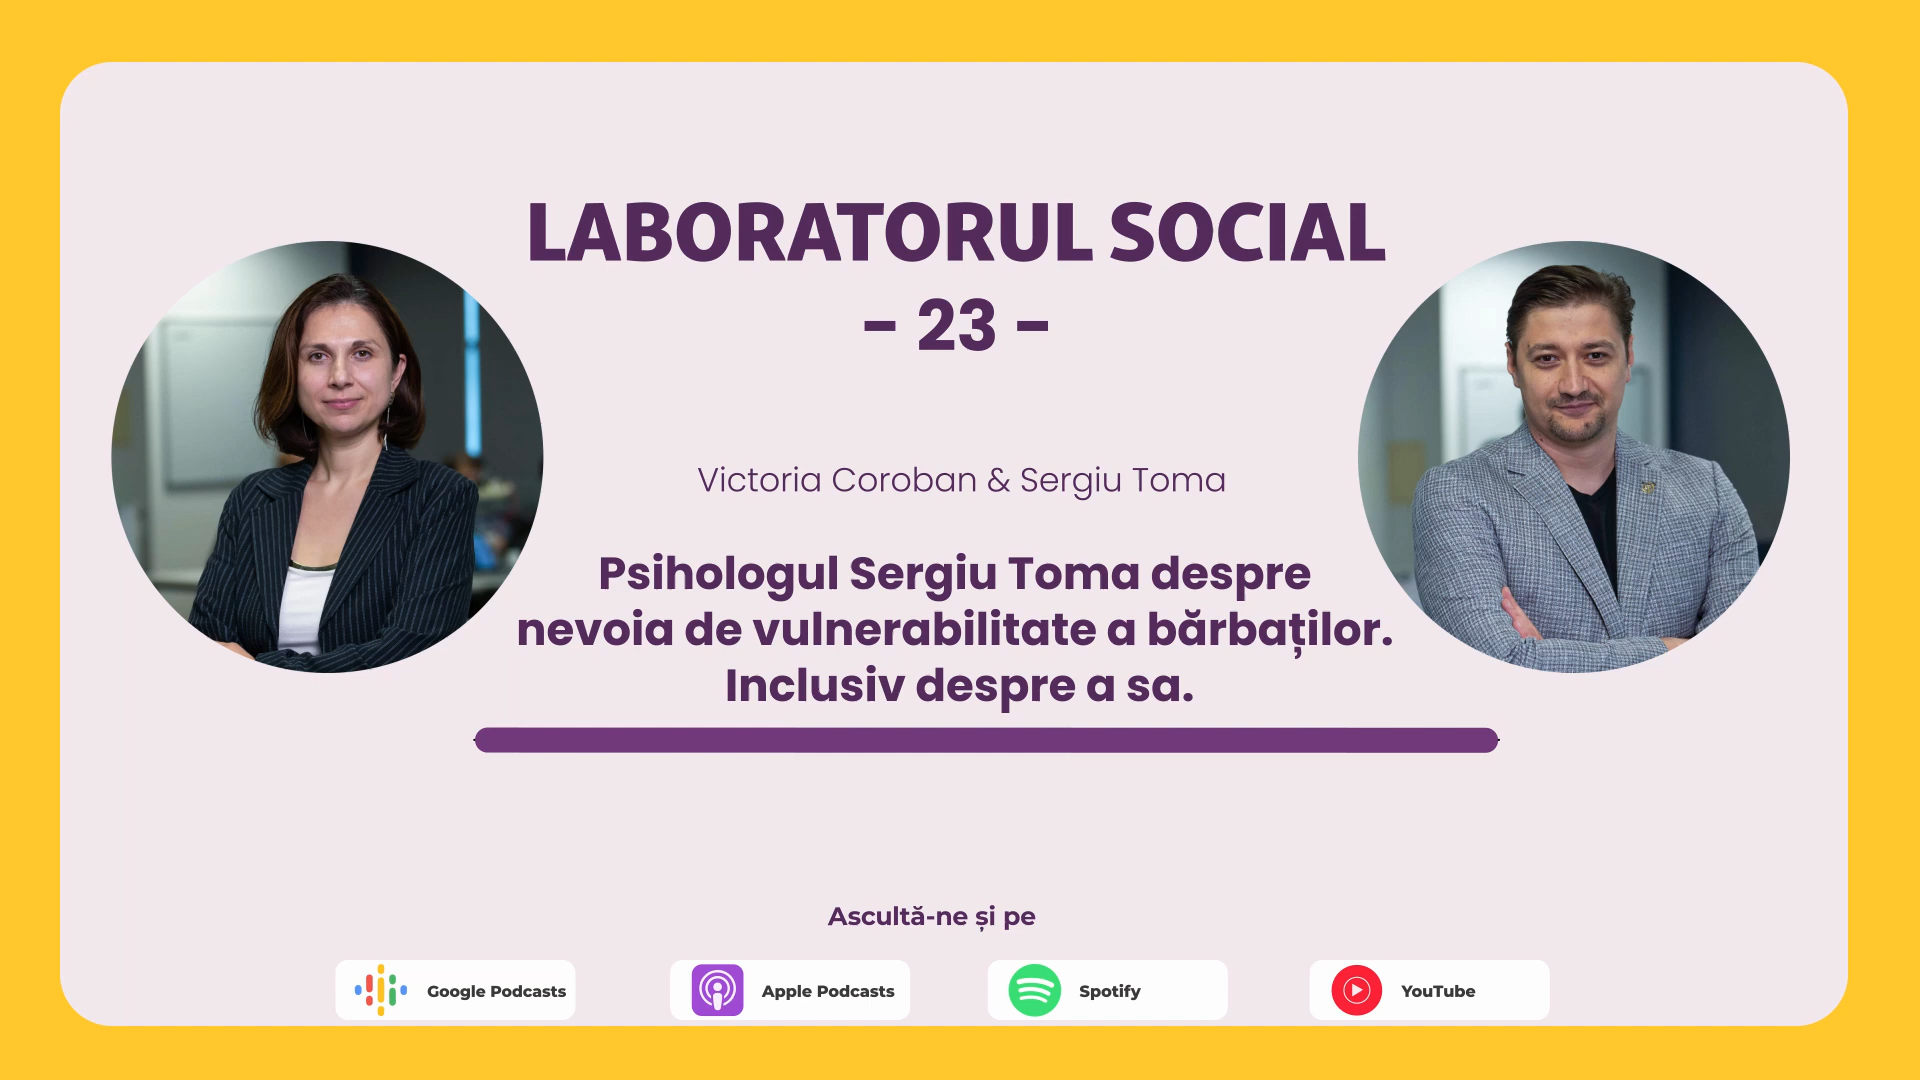 LABORATORUL SOCIAL
- 23 -
Victoria Coroban & Sergiu Toma
Psihologul Sergiu Toma despre
nevoia de vulnerabilitate a bărbaților.
Inclusiv despre a sa.
Ascultă-ne și pe
Google Podcasts
Apple Podcasts
Spotify
YouTube